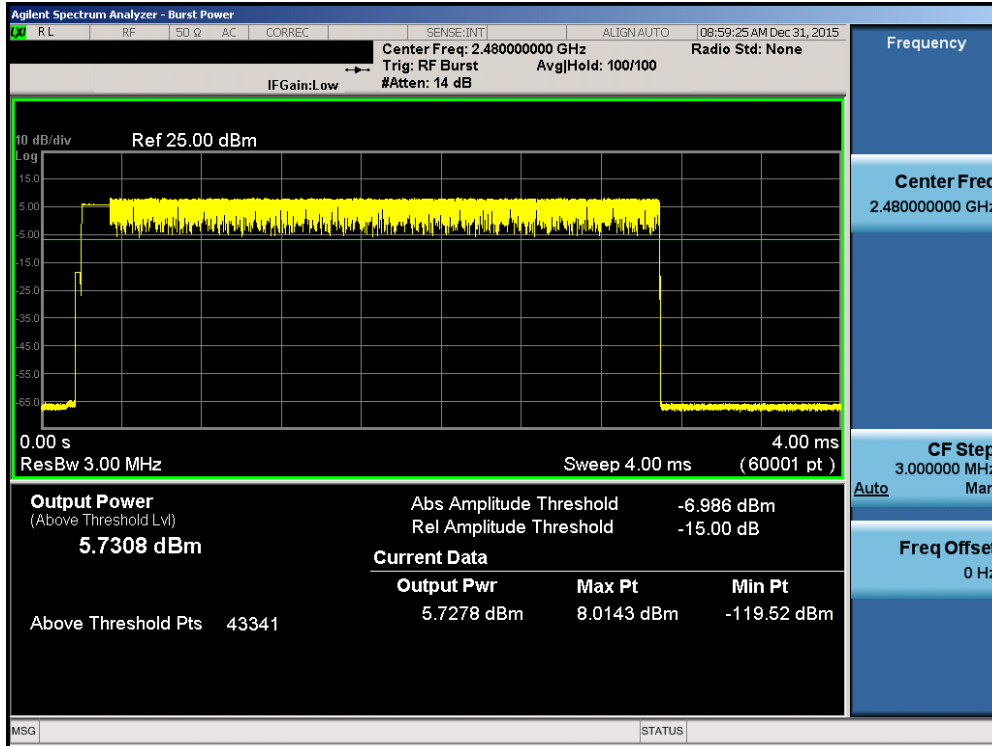 Agilent Spectrum Analyzer - Burst Power
LXI RL RF 50 Ω AC CORREC SENSE:INT ALIGN AUTO 08:59:25 AM Dec 31, 2015
Center Freq: 2.480000000 GHz Radio Std: None
Trig: RF Burst Avg|Hold: 100/100
IFGain:Low #Atten: 14 dB
Frequency
10 dB/div Ref 25.00 dBm
Log
15.0
5.00
-5.00
-15.0
-25.0
-35.0
-45.0
-55.0
-65.0
0.00 s 4.00 ms
ResBw 3.00 MHz Sweep 4.00 ms (60001 pt)
Center Freq
2.480000000 GHz
CF Step
3.000000 MHz
Auto Man
Freq Offset
0 Hz
Output Power
(Above Threshold Lvl)
5.7308 dBm
Above Threshold Pts 43341
Abs Amplitude Threshold -6.986 dBm
Rel Amplitude Threshold -15.00 dB
Current Data
Output Pwr Max Pt Min Pt
5.7278 dBm 8.0143 dBm -119.52 dBm
MSG STATUS